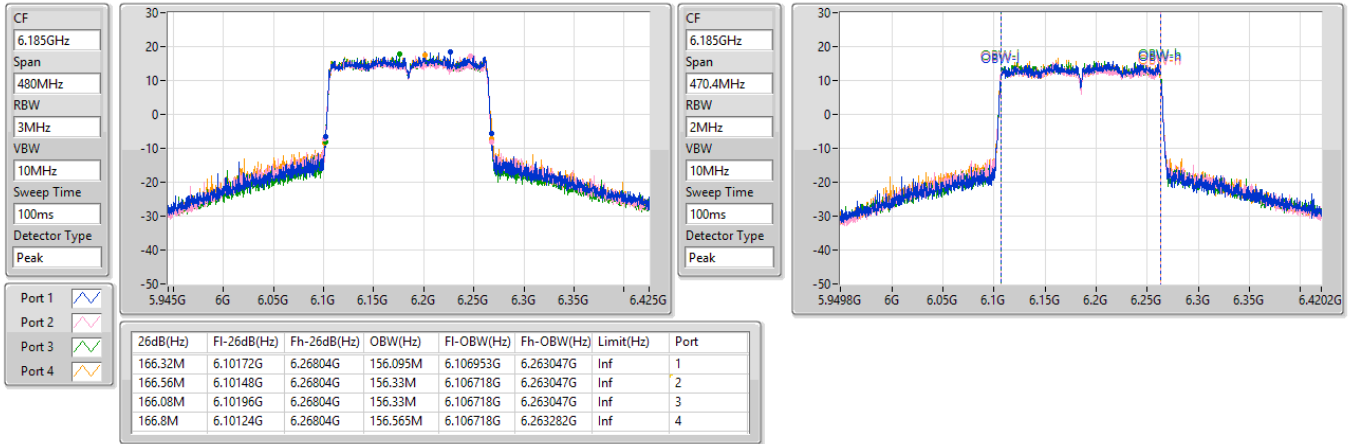 CF
6.185GHz
Span
480MHz
RBW
3MHz
VBW
10MHz
Sweep Time
100ms
Detector Type
Peak
30
20
10
0
-10
-20
-30
-40
-50
5.945G 6G 6.05G 6.1G 6.15G 6.2G 6.25G 6.3G 6.35G 6.425G
CF
6.185GHz
Span
470.4MHz
RBW
2MHz
VBW
10MHz
Sweep Time
100ms
Detector Type
Peak
30
20
10
0
-10
-20
-30
-40
-50
OBW-l OBW-h
5.9498G 6G 6.05G 6.1G 6.15G 6.2G 6.25G 6.3G 6.35G 6.4202G
Port 1
Port 2
Port 3
Port 4
26dB(Hz) Fl-26dB(Hz) Fh-26dB(Hz) OBW(Hz) Fl-OBW(Hz) Fh-OBW(Hz) Limit(Hz) Port
166.32M 6.10172G 6.26804G 156.095M 6.106953G 6.263047G Inf 1
166.56M 6.10148G 6.26804G 156.33M 6.106718G 6.263047G Inf 2
166.08M 6.10196G 6.26804G 156.33M 6.106718G 6.263047G Inf 3
166.8M 6.10124G 6.26804G 156.565M 6.106718G 6.263282G Inf 4